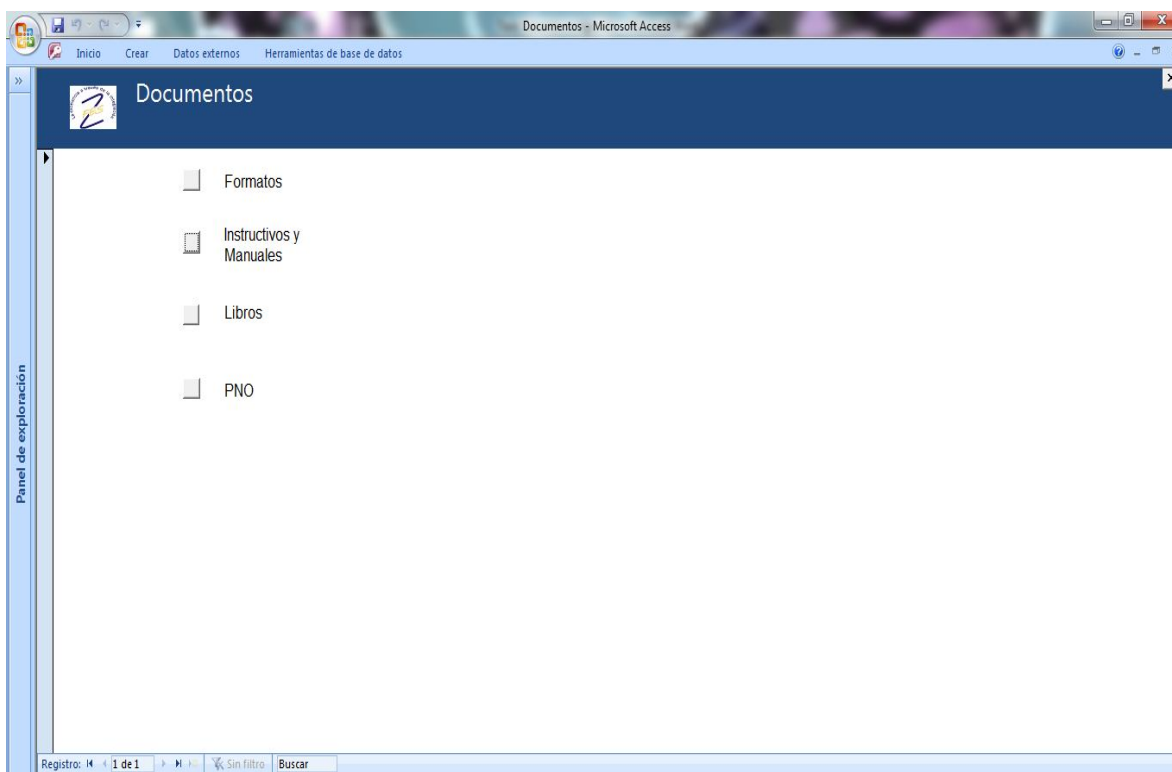 Documentos - Microsoft Access
Inicio Crear Datos externos Herramientas de base de datos
Documentos
Formatos
Instructivos y
Manuales
Libros
PNO
Panel de exploración
Registro: 1 de 1 Sin filtro Buscar